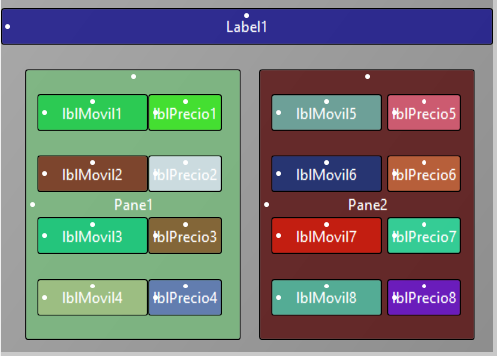 Label1
lblMovil1 lblPrecio1
lblMovil2 lblPrecio2
Pane1
lblMovil3 lblPrecio3
lblMovil4 lblPrecio4
lblMovil5 lblPrecio5
lblMovil6 lblPrecio6
Pane2
lblMovil7 lblPrecio7
lblMovil8 lblPrecio8